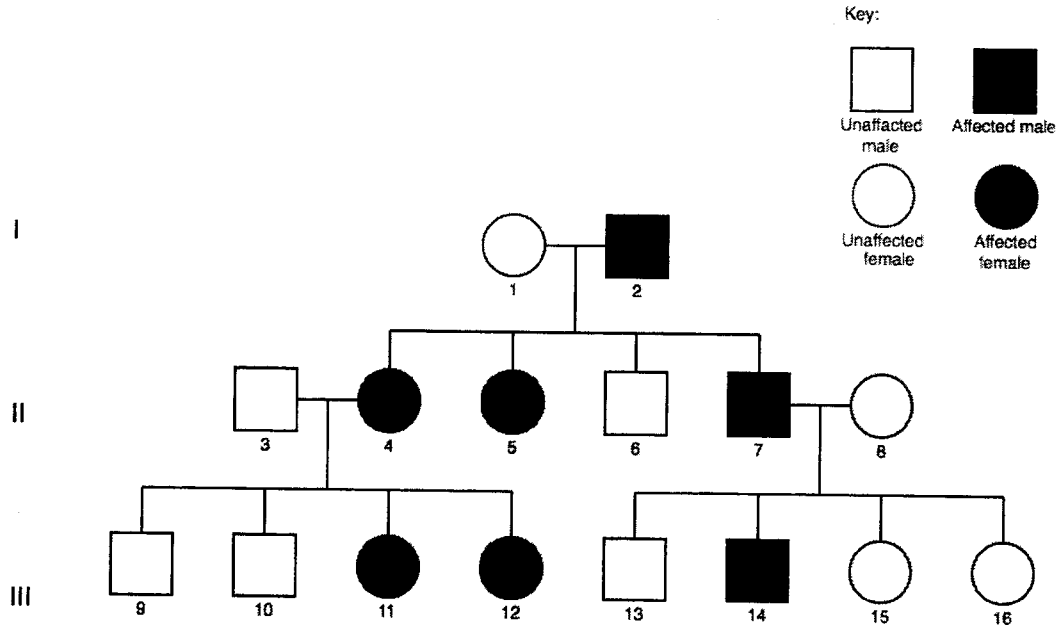 Key:
Unaffacted male
Affected male
Unaffected female
Affected female
I
1 2
II
3 4 5 6 7 8
III
9 10 11 12 13 14 15 16